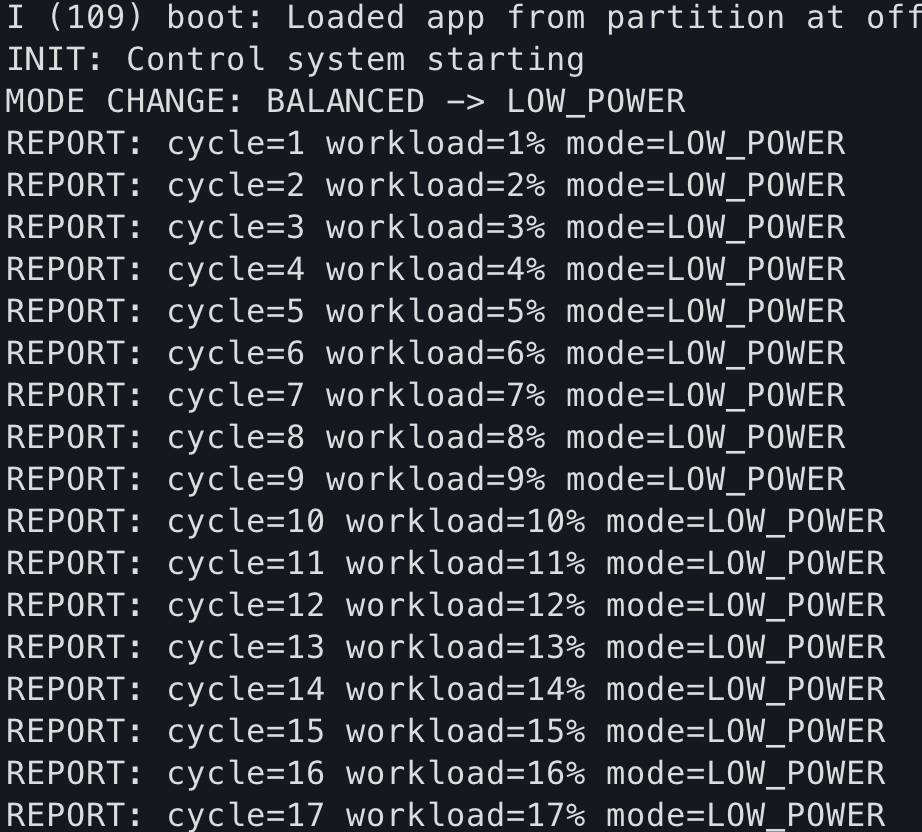 I (109) boot: Loaded app from partition at off
INIT: Control system starting
MODE CHANGE: BALANCED -> LOW_POWER
REPORT: cycle=1 workload=1% mode=LOW_POWER
REPORT: cycle=2 workload=2% mode=LOW_POWER
REPORT: cycle=3 workload=3% mode=LOW_POWER
REPORT: cycle=4 workload=4% mode=LOW_POWER
REPORT: cycle=5 workload=5% mode=LOW_POWER
REPORT: cycle=6 workload=6% mode=LOW_POWER
REPORT: cycle=7 workload=7% mode=LOW_POWER
REPORT: cycle=8 workload=8% mode=LOW_POWER
REPORT: cycle=9 workload=9% mode=LOW_POWER
REPORT: cycle=10 workload=10% mode=LOW_POWER
REPORT: cycle=11 workload=11% mode=LOW_POWER
REPORT: cycle=12 workload=12% mode=LOW_POWER
REPORT: cycle=13 workload=13% mode=LOW_POWER
REPORT: cycle=14 workload=14% mode=LOW_POWER
REPORT: cycle=15 workload=15% mode=LOW_POWER
REPORT: cycle=16 workload=16% mode=LOW_POWER
REPORT: cycle=17 workload=17% mode=LOW_POWER